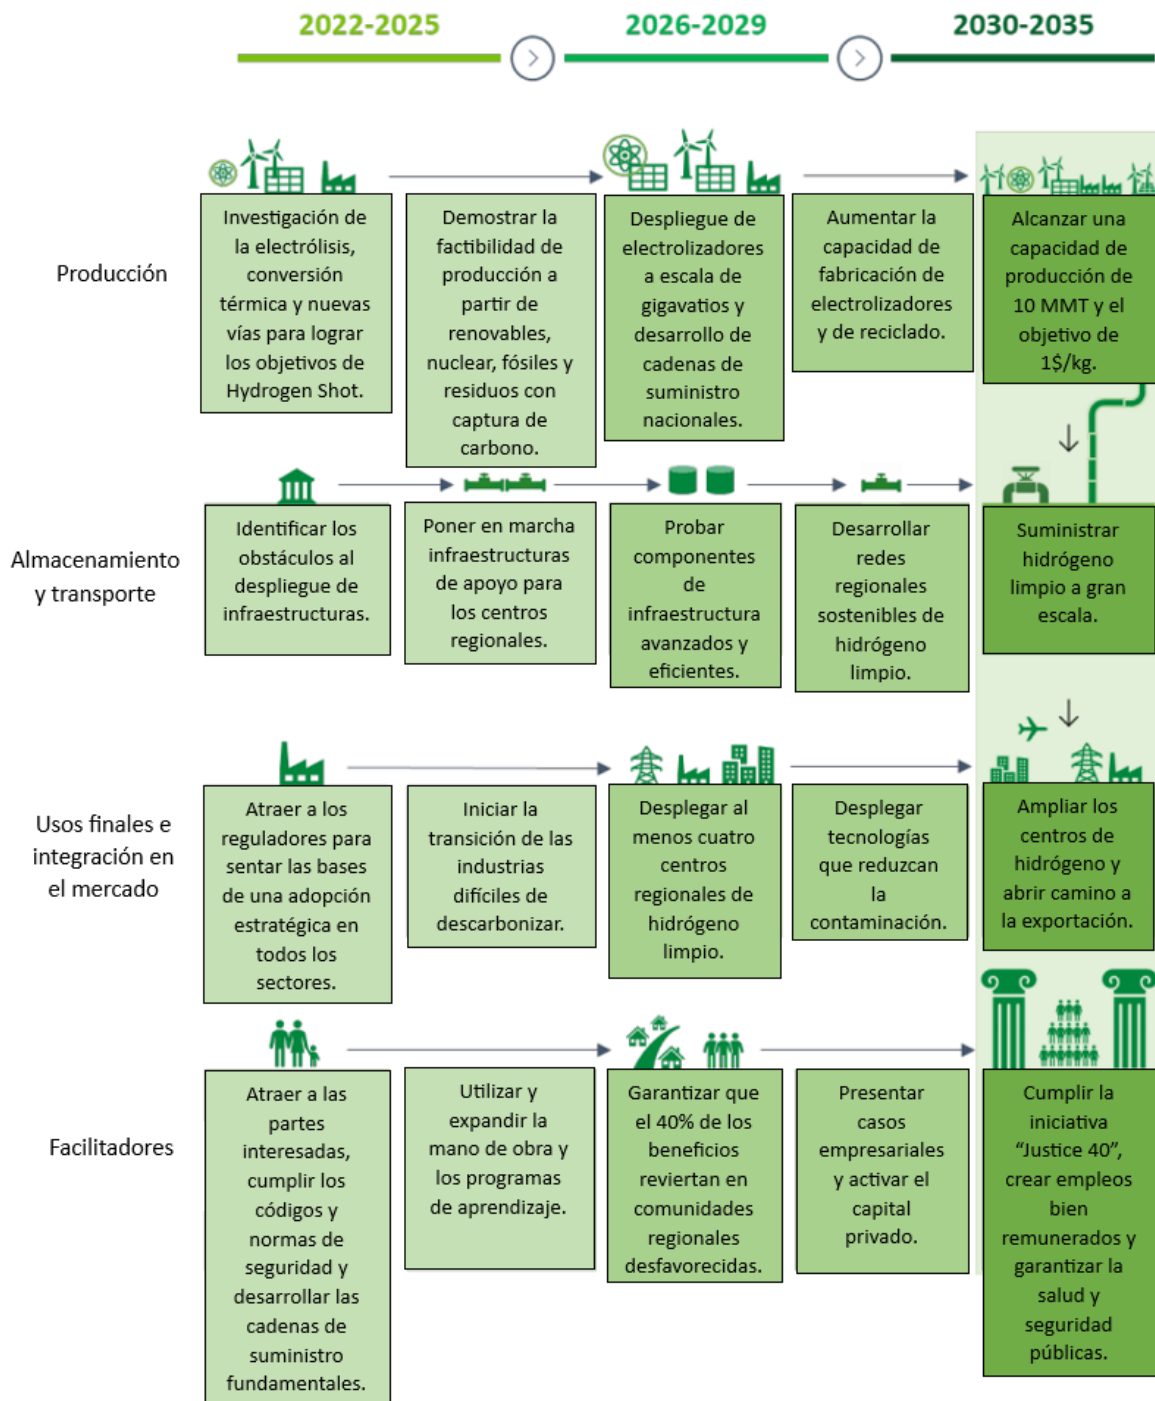 2022-2025
2026-2029
2030-2035
Producción
Investigación de
la electrólisis,
conversión
térmica y nuevas
vías para lograr
los objetivos de
Hydrogen Shot.
Demostrar la
factibilidad de
producción a
partir de
renovables,
nuclear, fósiles y
residuos con
captura de
carbono.
Despliegue de
electrolizadores
a escala de
gigavatios y
desarrollo de
cadenas de
suministro
nacionales.
Aumentar la
capacidad de
fabricación de
electrolizadores
y de reciclado.
Alcanzar una
capacidad de
producción de
10 MMT y el
objetivo de
1$/kg.
Almacenamiento
y transporte
Identificar los
obstáculos al
despliegue de
infraestructuras.
Poner en marcha
infraestructuras
de apoyo para
los centros
regionales.
Probar
componentes
de
infraestructura
avanzados y
eficientes.
Desarrollar
redes
regionales
sostenibles de
hidrógeno
limpio.
Suministrar
hidrógeno
limpio a gran
escala.
Usos finales e
integración en
el mercado
Atraer a los
reguladores para
sentar las bases
de una adopción
estratégica en
todos los
sectores.
Iniciar la
transición de las
industrias
difíciles de
descarbonizar.
Desplegar al
menos cuatro
centros
regionales de
hidrógeno
limpio.
Desplegar
tecnologías
que reduzcan
la
contaminación.
Ampliar los
centros de
hidrógeno y
abrir camino a
la exportación.
Facilitadores
Atraer a las
partes
interesadas,
cumplir los
códigos y
normas de
seguridad y
desarrollar las
cadenas de
suministro
fundamentales.
Utilizar y
expandir la
mano de obra y
los programas
de aprendizaje.
Garantizar que
el 40% de los
beneficios
reviertan en
comunidades
regionales
desfavorecidas.
Presentar
casos
empresariales
y activar el
capital
privado.
Cumplir la
iniciativa
“Justice 40”,
crear empleos
bien
remunerados y
garantizar la
salud y
seguridad
públicas.